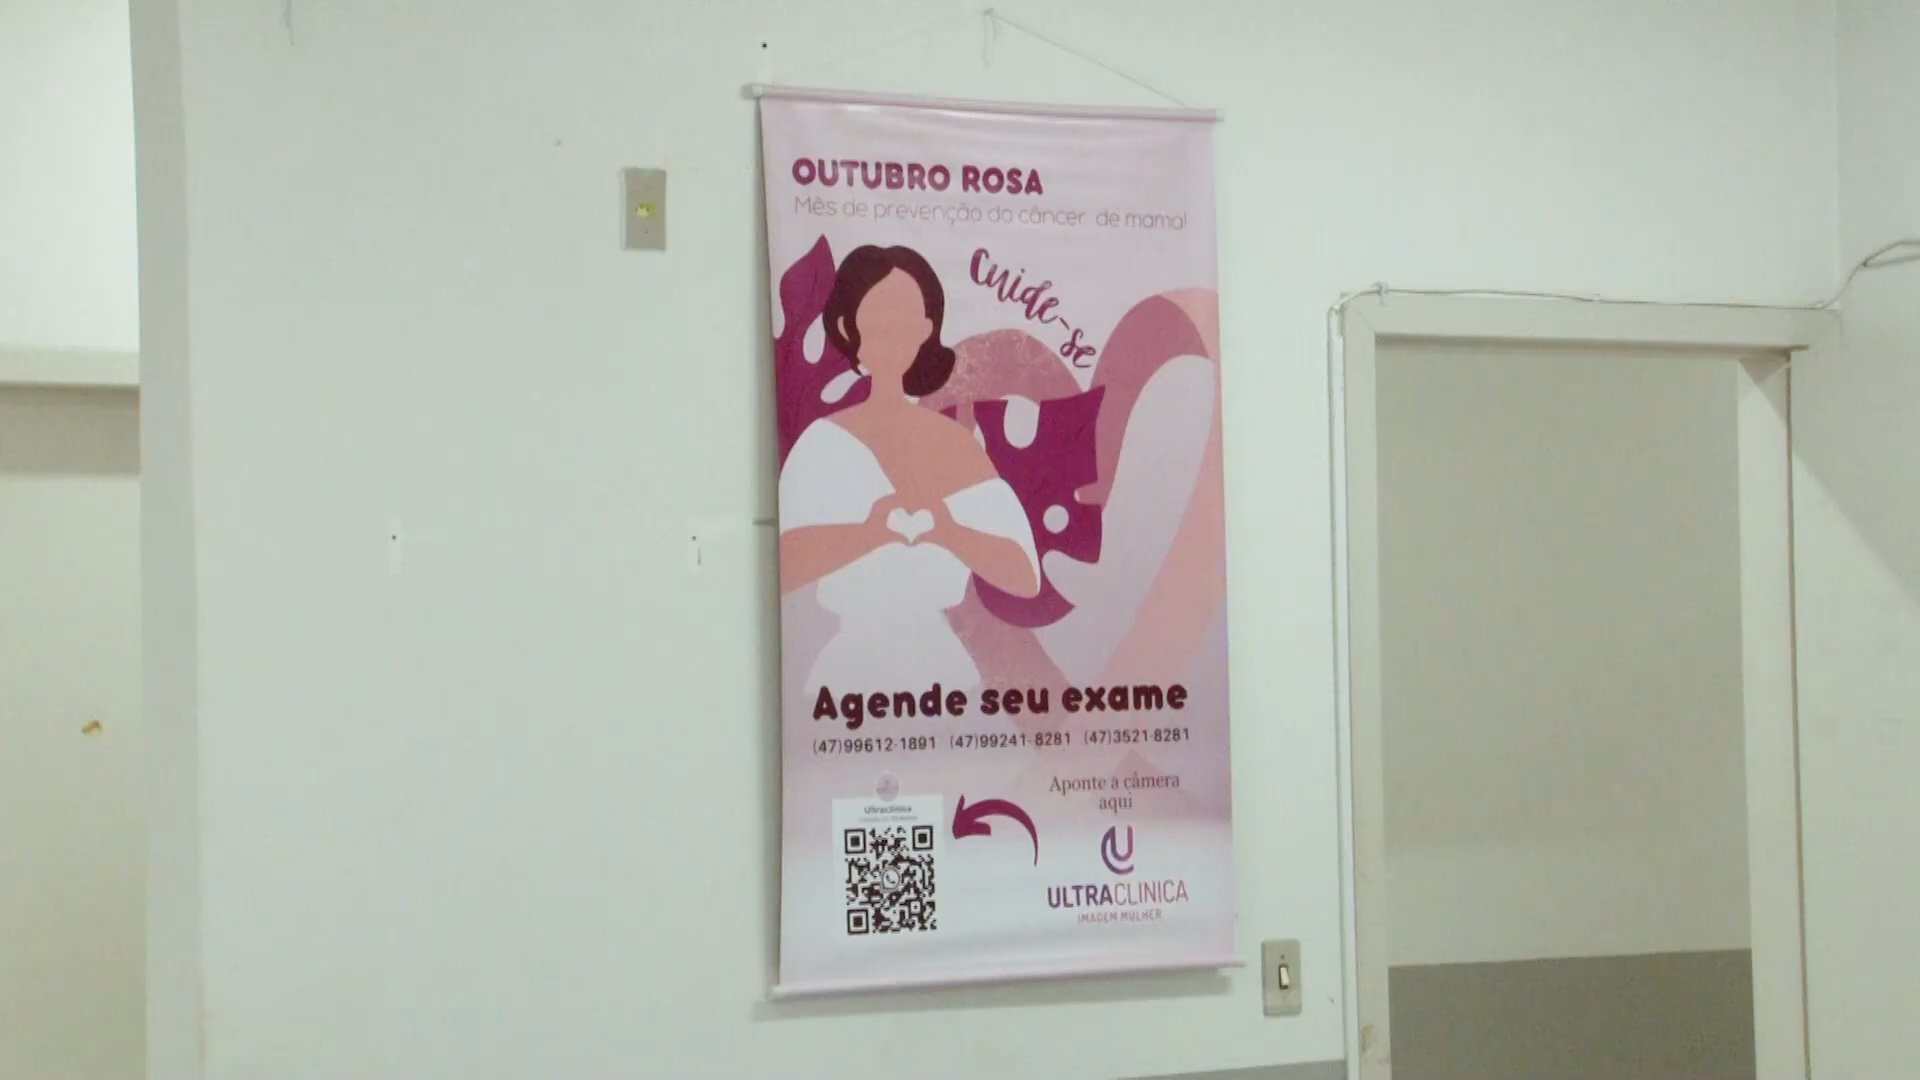 OUTUBRO ROSA
Mês de prevenção do câncer de mama!
Cuide-se
Agende seu exame
(47)99612-1891 (47)99241-8281 (47)3521-8281
Aponte a câmera
aqui
Ultraclinica
ULTRACLINICA
IMAGEM MULHER